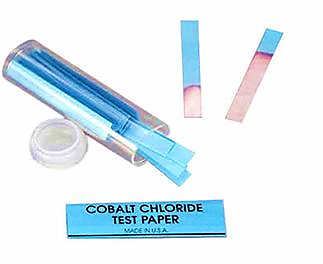 COBALT CHLORIDE
TEST PAPER
MADE IN U.S.A.